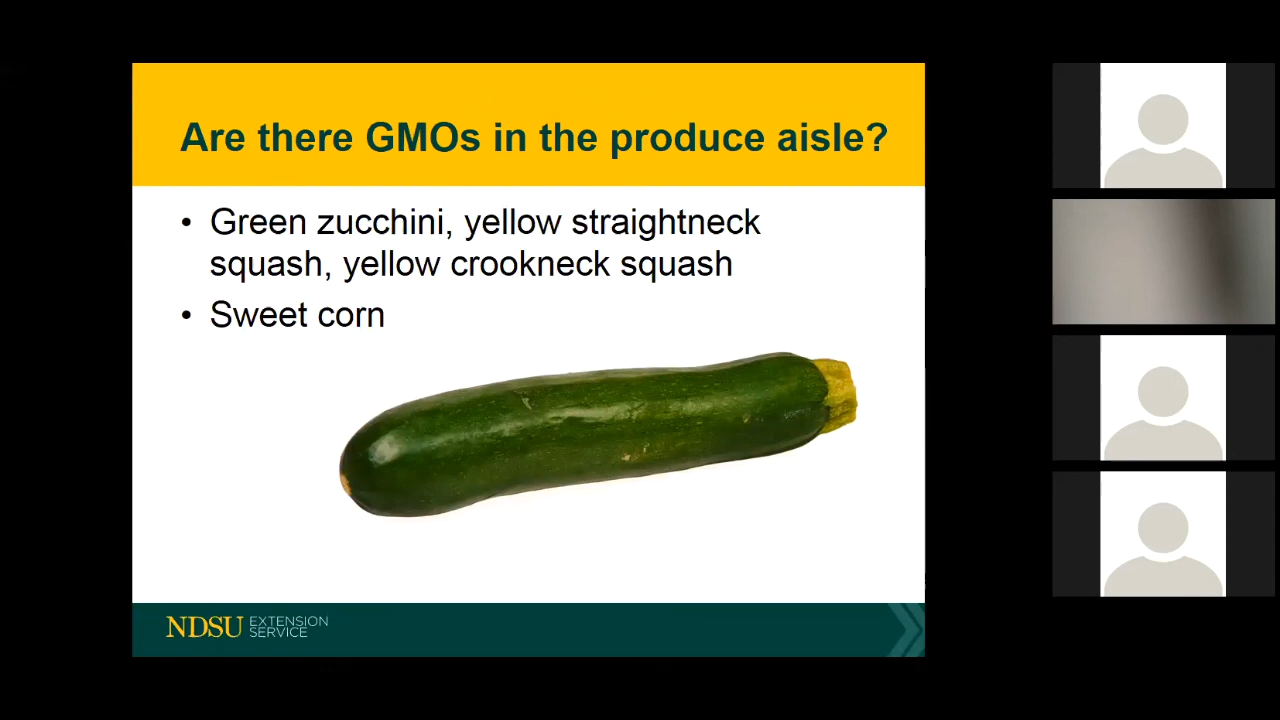 Are there GMOs in the produce aisle?
• Green zucchini, yellow straightneck
squash, yellow crookneck squash
• Sweet corn
NDSU EXTENSION
SERVICE